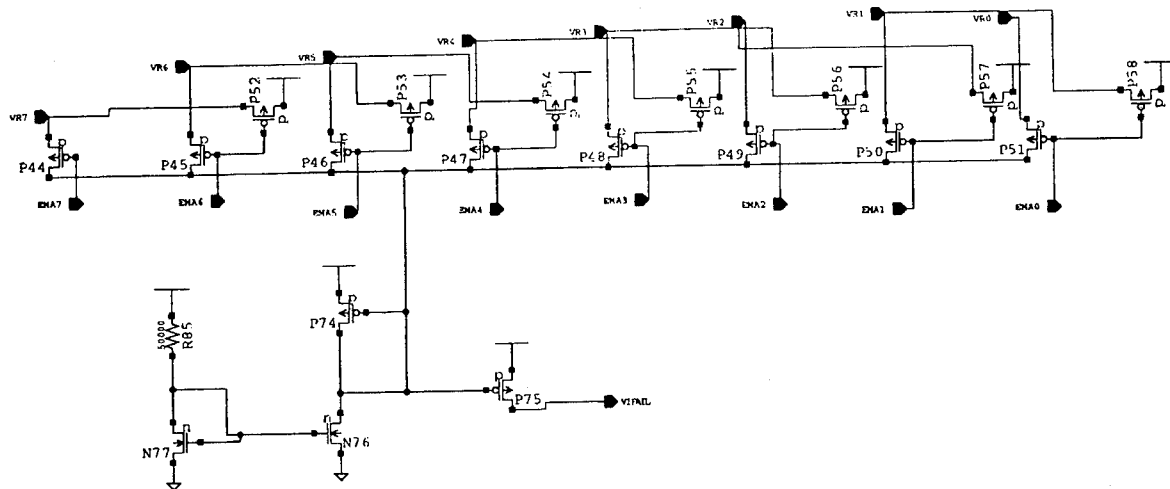 VR7
VR6
VR5
VR4
VR3
VR2
VR1
VR0
P52
P53
P54
P55
P56
P57
P58
p
p
p
p
p
p
p
P44
P45
P46
P47
P48
P49
P50
P51
p
p
p
p
p
p
p
p
ENA7
ENA6
ENA5
ENA4
ENA3
ENA2
ENA1
ENA0
50000
R85
P74
p
p
P75
VIFAIL
n
N77
n
N76